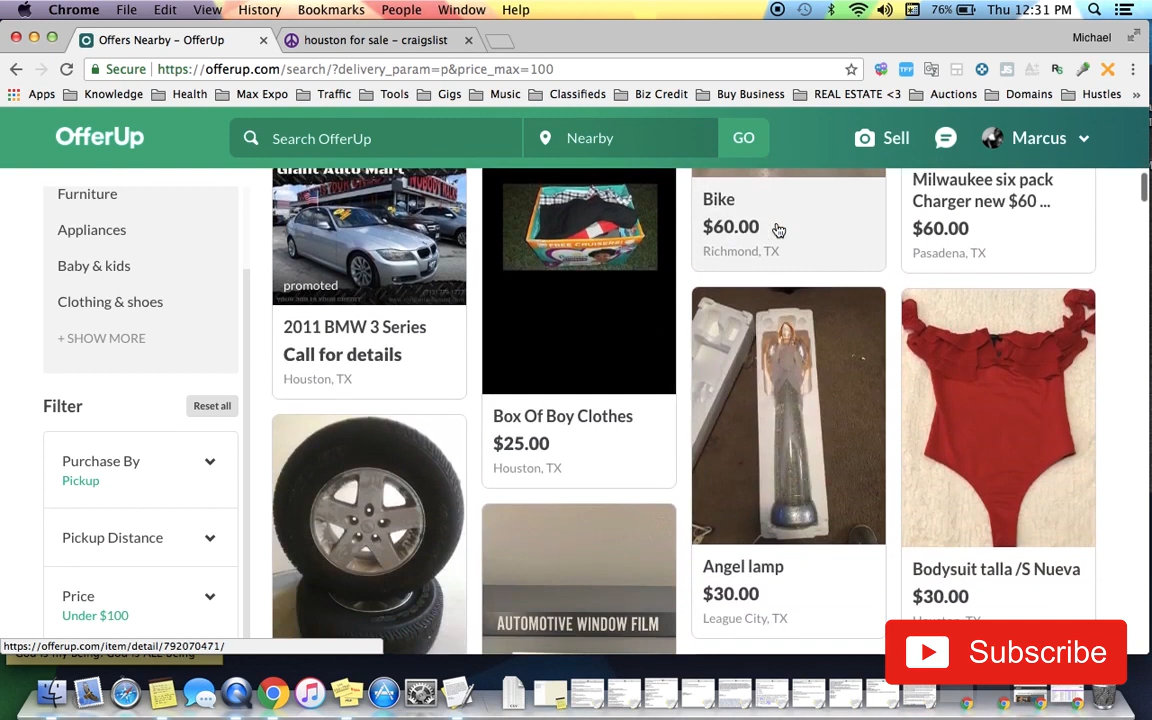 Chrome File Edit View History Bookmarks People Window Help 76% Thu 12:31 PM
Offers Nearby – OfferUp houston for sale - craigslist Michael
Secure https://offerup.com/search/?delivery_param=p&price_max=100
Apps Knowledge Health Max Expo Traffic Tools Gigs Music Classifieds Biz Credit Buy Business REAL ESTATE <3 Auctions Domains Hustles »
OfferUp Search OfferUp Nearby GO Sell Marcus
Furniture
Appliances
Baby & kids
Clothing & shoes
+ SHOW MORE
Filter Reset all
Purchase By
Pickup
Pickup Distance
Price
Under $100
Giant Auto Mart
promoted
2011 BMW 3 Series
Call for details
Houston, TX
FREE CRUISERS!
Box Of Boy Clothes
$25.00
Houston, TX
AUTOMOTIVE WINDOW FILM
Bike
$60.00
Richmond, TX
Angel lamp
$30.00
League City, TX
Milwaukee six pack
Charger new $60 ...
$60.00
Pasadena, TX
Bodysuit talla /S Nueva
$30.00
Houston, TX
https://offerup.com/item/detail/792070471/
Subscribe